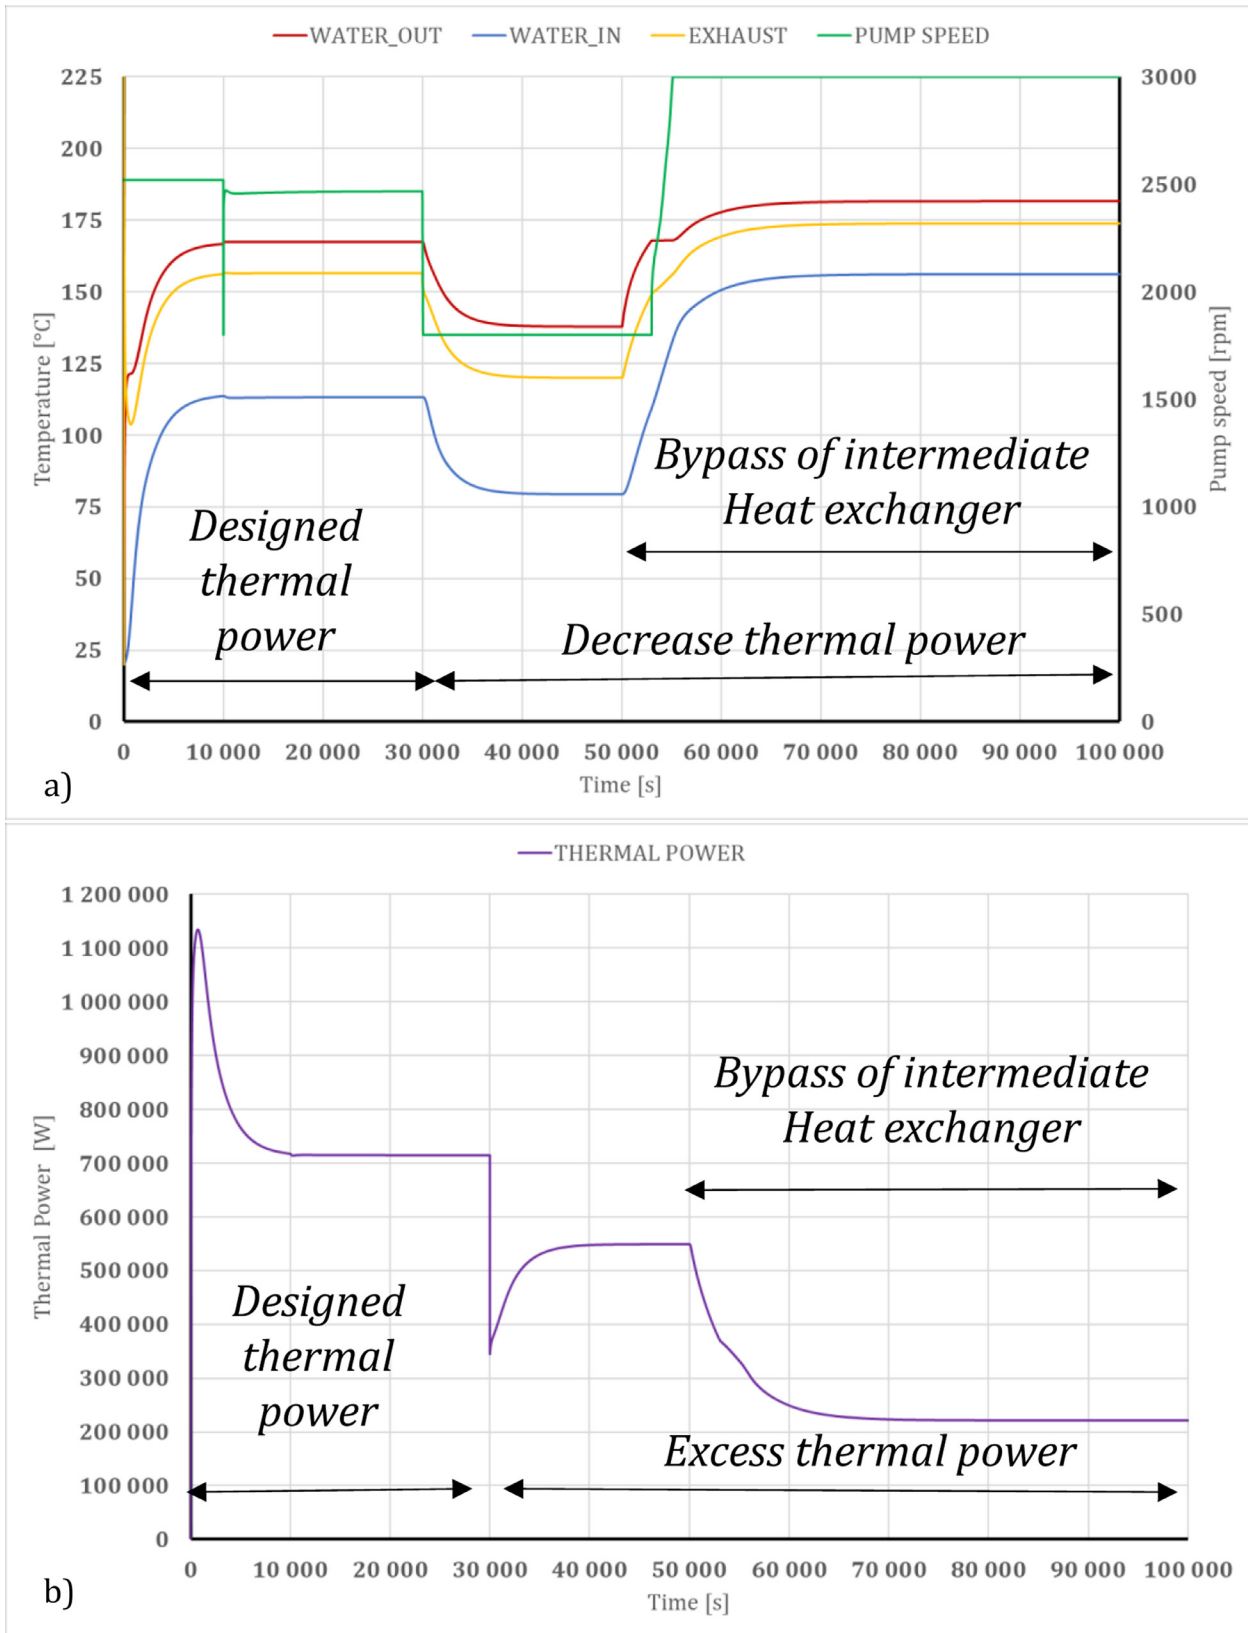 WATER_OUT WATER_IN EXHAUST PUMP SPEED
225
200
175
150
125
100
75
50
25
0
Temperature [°C]
3000
2500
2000
1500
1000
500
0
Pump speed [rpm]
Bypass of intermediate
Heat exchanger
Designed
thermal
power
Decrease thermal power
0 10 000 20 000 30 000 40 000 50 000 60 000 70 000 80 000 90 000 100 000
Time [s]
a)
THERMAL POWER
1 200 000
1 100 000
1 000 000
900 000
800 000
700 000
600 000
500 000
400 000
300 000
200 000
100 000
0
Thermal Power [W]
Bypass of intermediate
Heat exchanger
Designed
thermal
power
Excess thermal power
0 10 000 20 000 30 000 40 000 50 000 60 000 70 000 80 000 90 000 100 000
Time [s]
b)